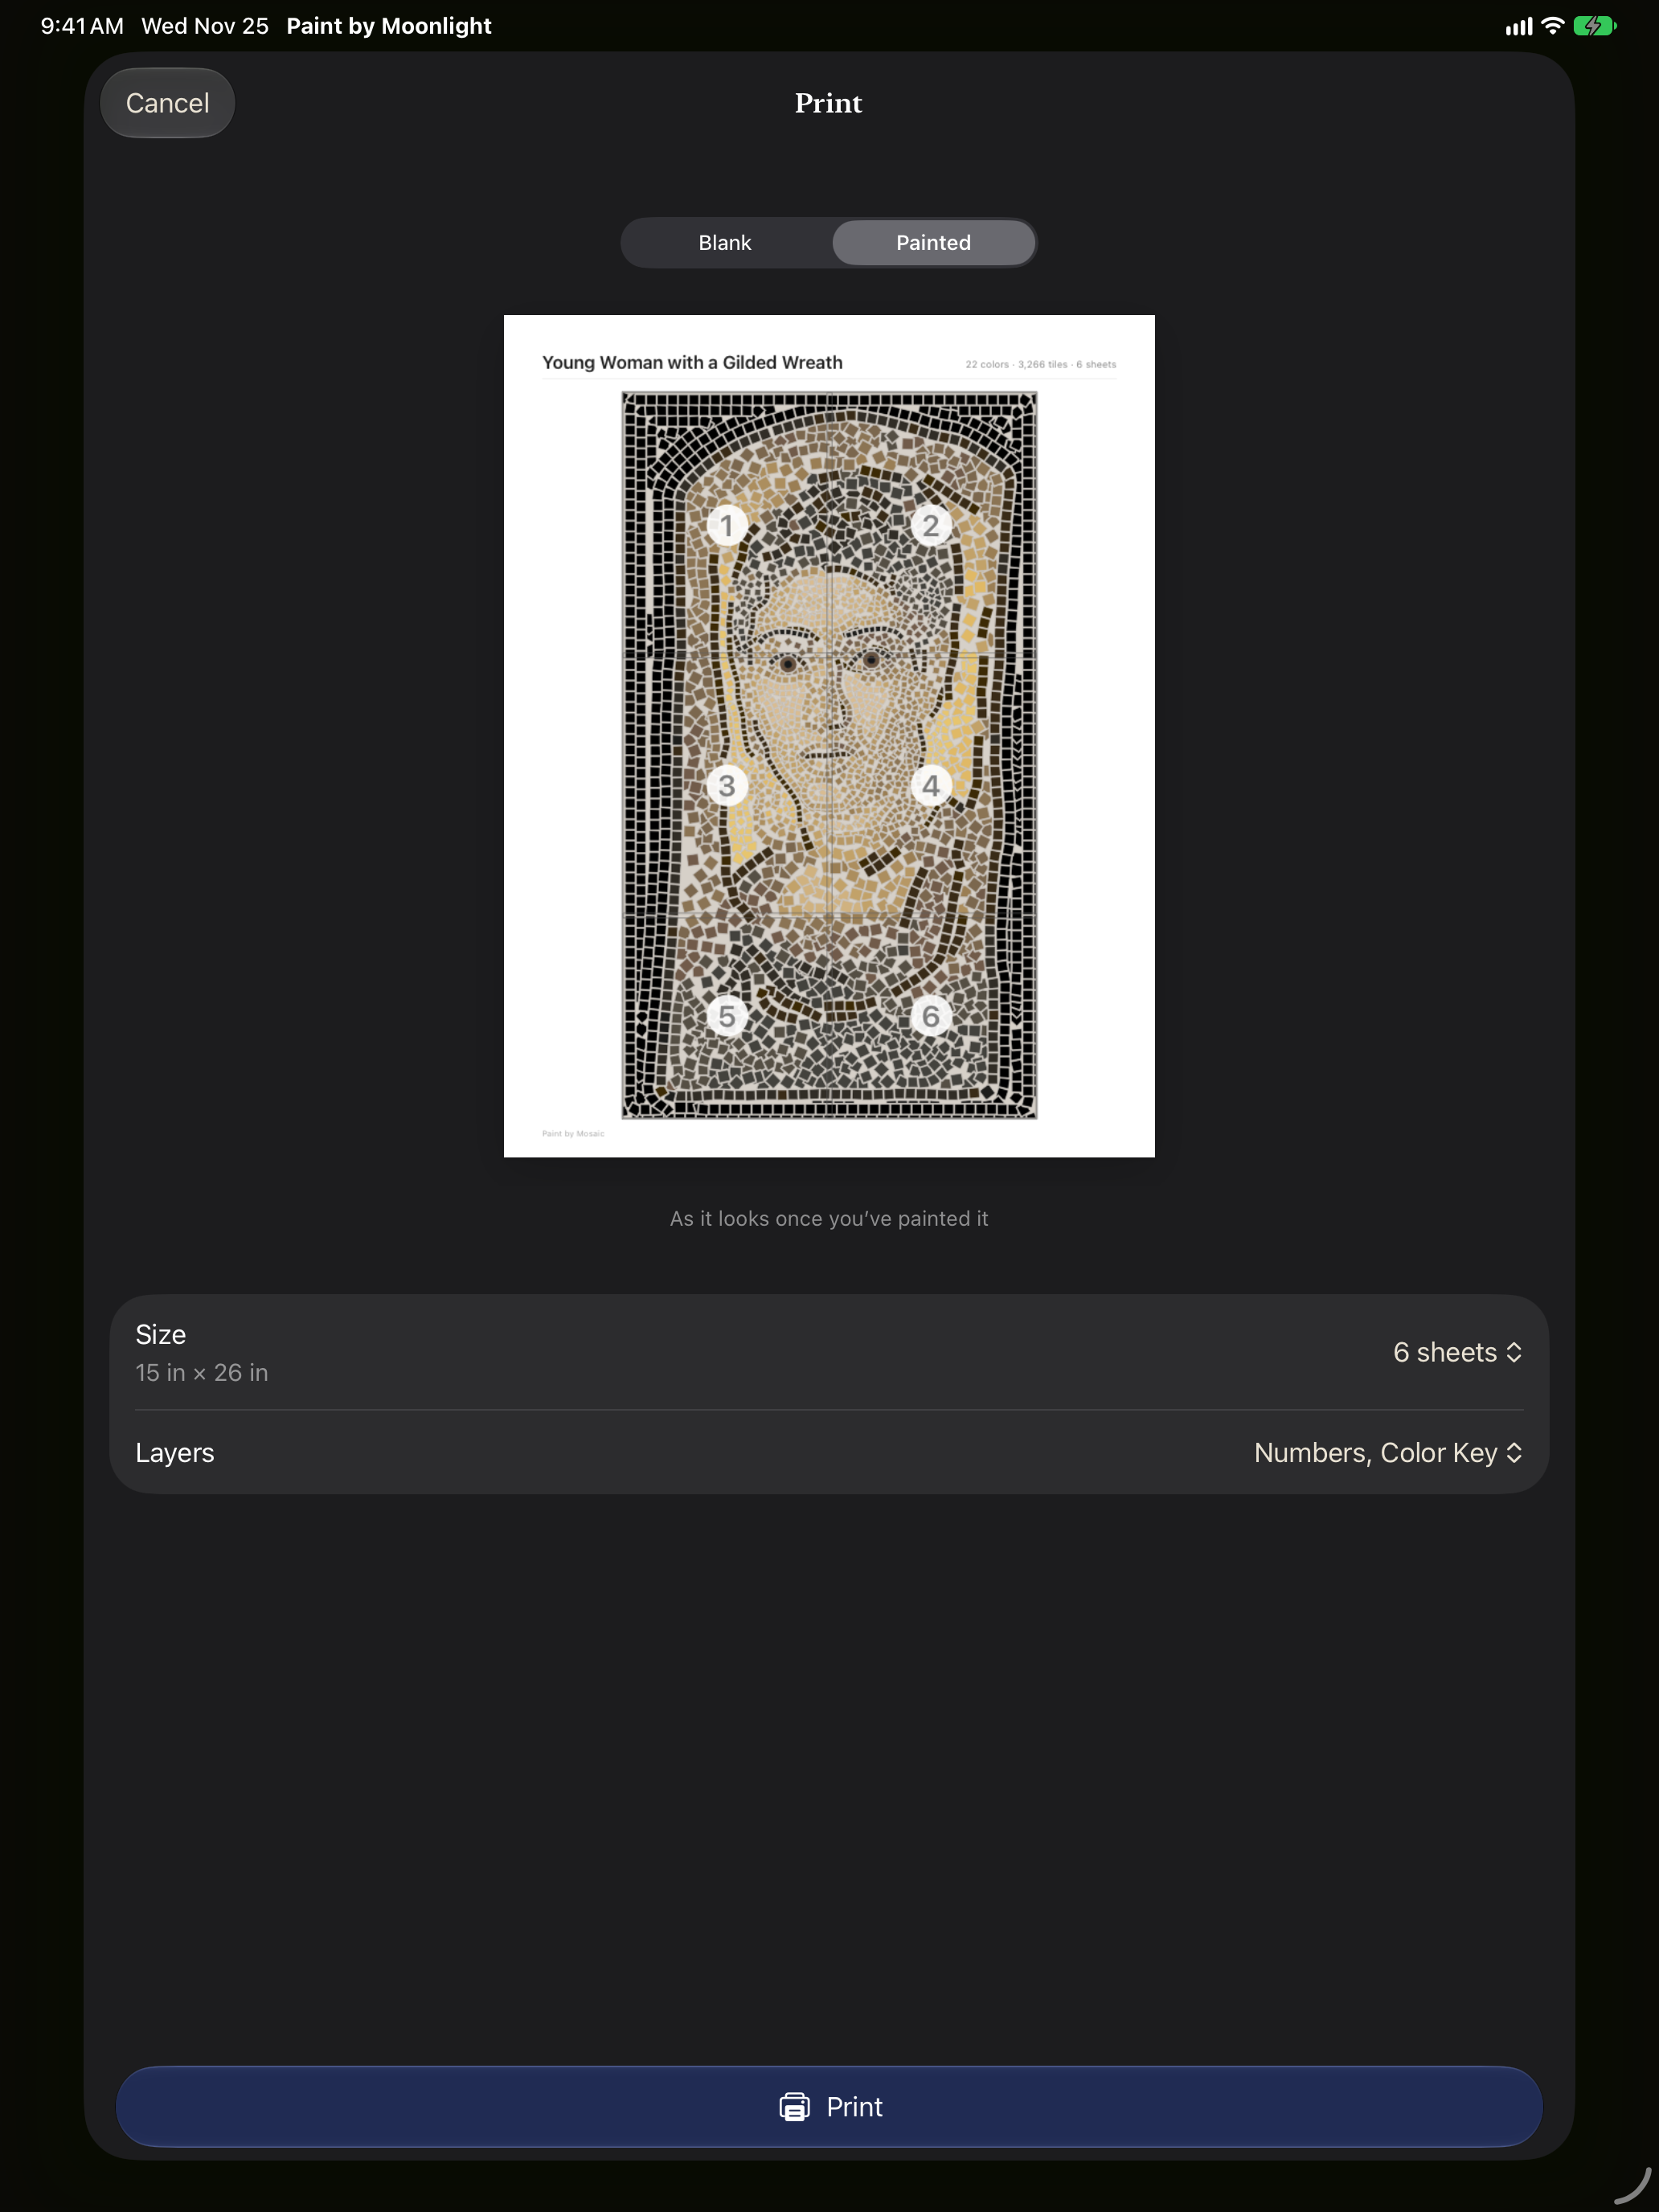 9:41 AM Wed Nov 25 Paint by Moonlight
Cancel
Print
Blank
Painted
Young Woman with a Gilded Wreath
22 colors · 3,266 tiles · 6 sheets
1
2
3
4
5
6
Paint by Mosaic
As it looks once you’ve painted it
Size
15 in × 26 in
6 sheets
Layers
Numbers, Color Key
Print